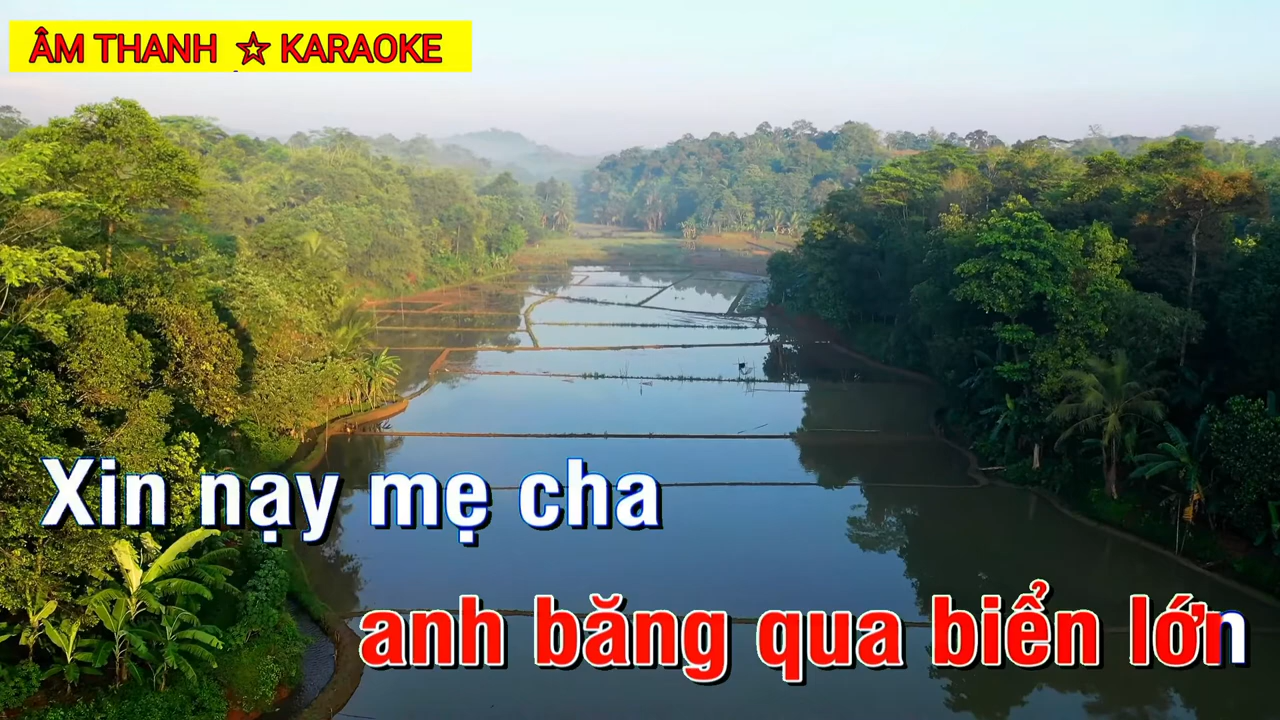 ÂM THANH ☆ KARAOKE
Xin nạy mẹ cha
anh băng qua biển lớn